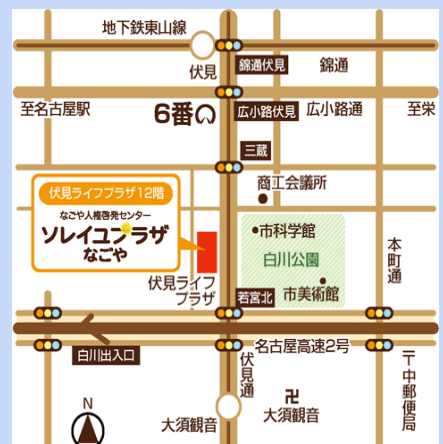 地下鉄東山線
伏見
錦通伏見
錦通
至名古屋駅
6番
広小路伏見
広小路通
至栄
三蔵
商工会議所
伏見ライフプラザ12階
なごや人権啓発センター
ソレイユプラザ
なごや
市科学館
白川公園
本町通
伏見ライフ
プラザ
若宮北
市美術館
名古屋高速2号
白川出入口
伏見通
〒中郵便局
N
卍
大須観音
大須観音